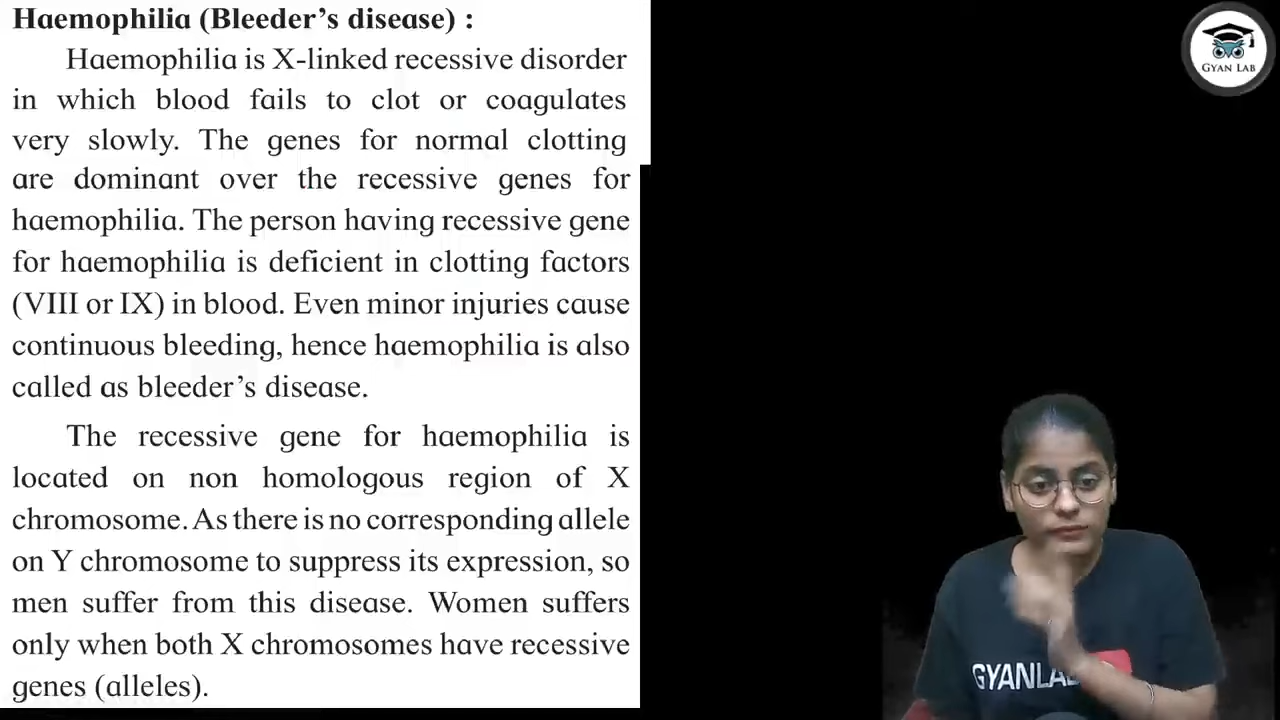 Haemophilia (Bleeder’s disease) :
Haemophilia is X-linked recessive disorder
in which blood fails to clot or coagulates
very slowly. The genes for normal clotting
are dominant over the recessive genes for
haemophilia. The person having recessive gene
for haemophilia is deficient in clotting factors
(VIII or IX) in blood. Even minor injuries cause
continuous bleeding, hence haemophilia is also
called as bleeder’s disease.
The recessive gene for haemophilia is
located on non homologous region of X
chromosome. As there is no corresponding allele
on Y chromosome to suppress its expression, so
men suffer from this disease. Women suffers
only when both X chromosomes have recessive
genes (alleles).
GYAN LAB
GYANLA